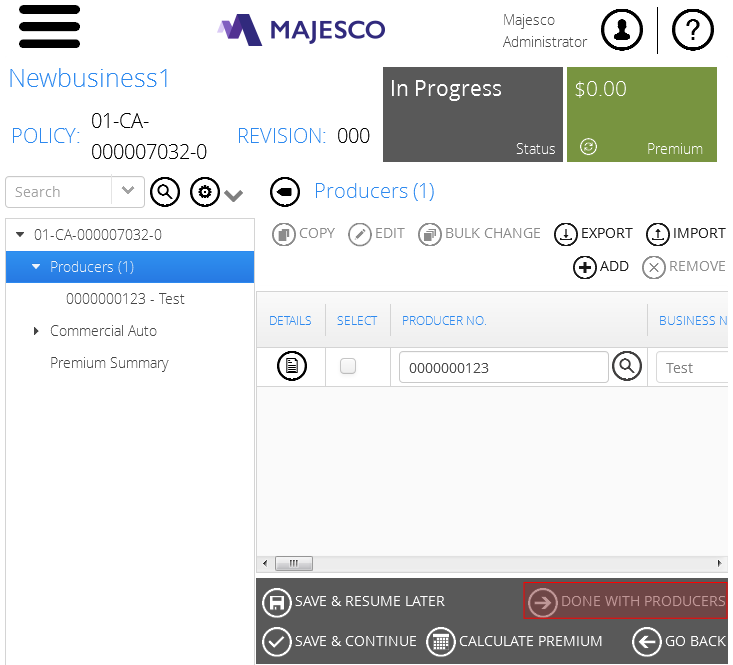 MAJESCO
Majesco
Administrator
?
Newbusiness1
POLICY: 01-CA-
000007032-0
REVISION: 000
In Progress
Status
$0.00
Premium
Search
Producers (1)
01-CA-000007032-0
Producers (1)
0000000123 - Test
Commercial Auto
Premium Summary
COPY EDIT BULK CHANGE EXPORT IMPORT
ADD REMOVE
DETAILS SELECT PRODUCER NO. BUSINESS N
0000000123 Test
SAVE & RESUME LATER DONE WITH PRODUCERS
SAVE & CONTINUE CALCULATE PREMIUM GO BACK